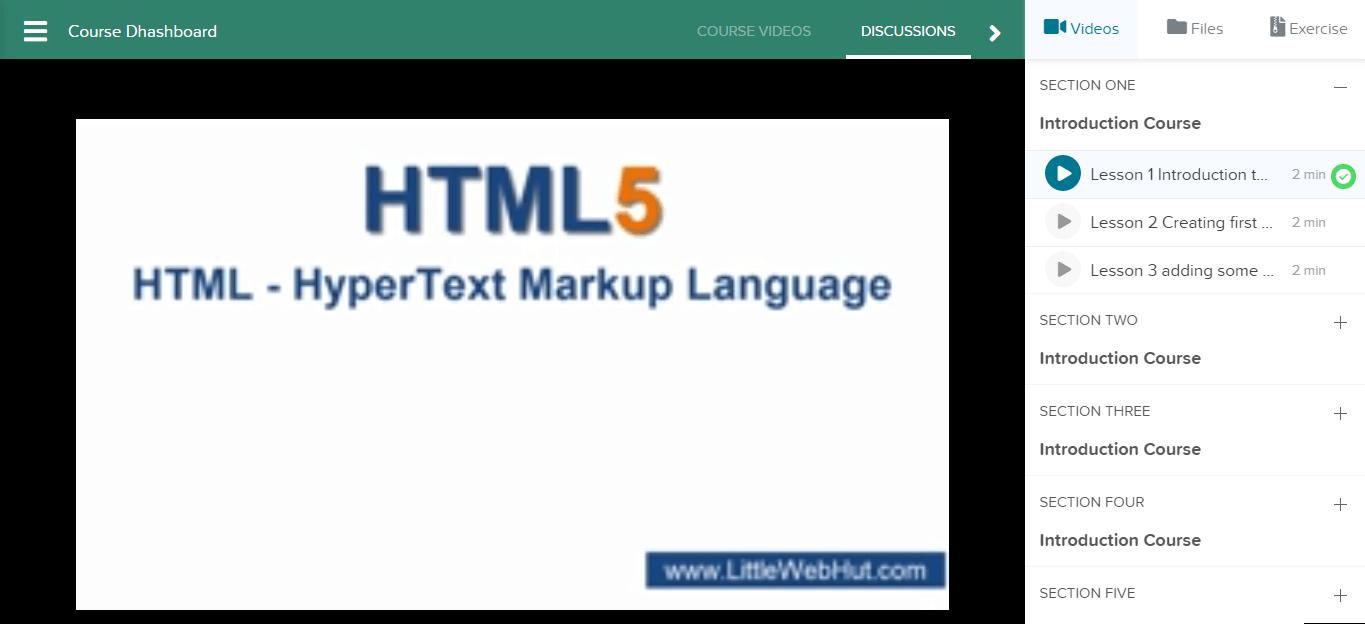 Course Dhashboard
COURSE VIDEOS
DISCUSSIONS
HTML5
HTML - HyperText Markup Language
www.LittleWebHut.com
Videos
Files
Exercise
SECTION ONE
Introduction Course
Lesson 1 Introduction t... 2 min
Lesson 2 Creating first ... 2 min
Lesson 3 adding some ... 2 min
SECTION TWO
Introduction Course
SECTION THREE
Introduction Course
SECTION FOUR
Introduction Course
SECTION FIVE